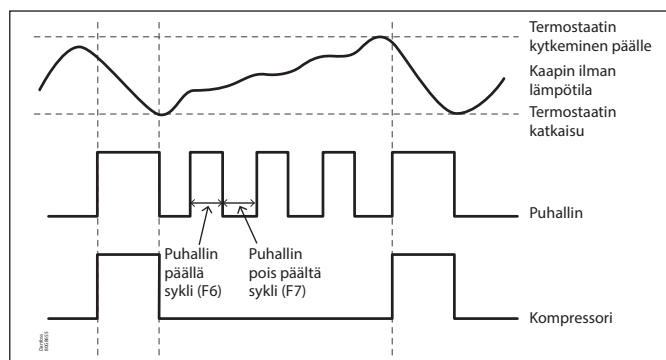 Termostaatin
kytkeminen päälle
Kaapin ilman
lämpötila
Termostaatin
katkaisu
Puhallin
Puhallin
päällä
sykli (F6)
Puhallin
pois päältä
sykli (F7)
Kompressori
Danfoss